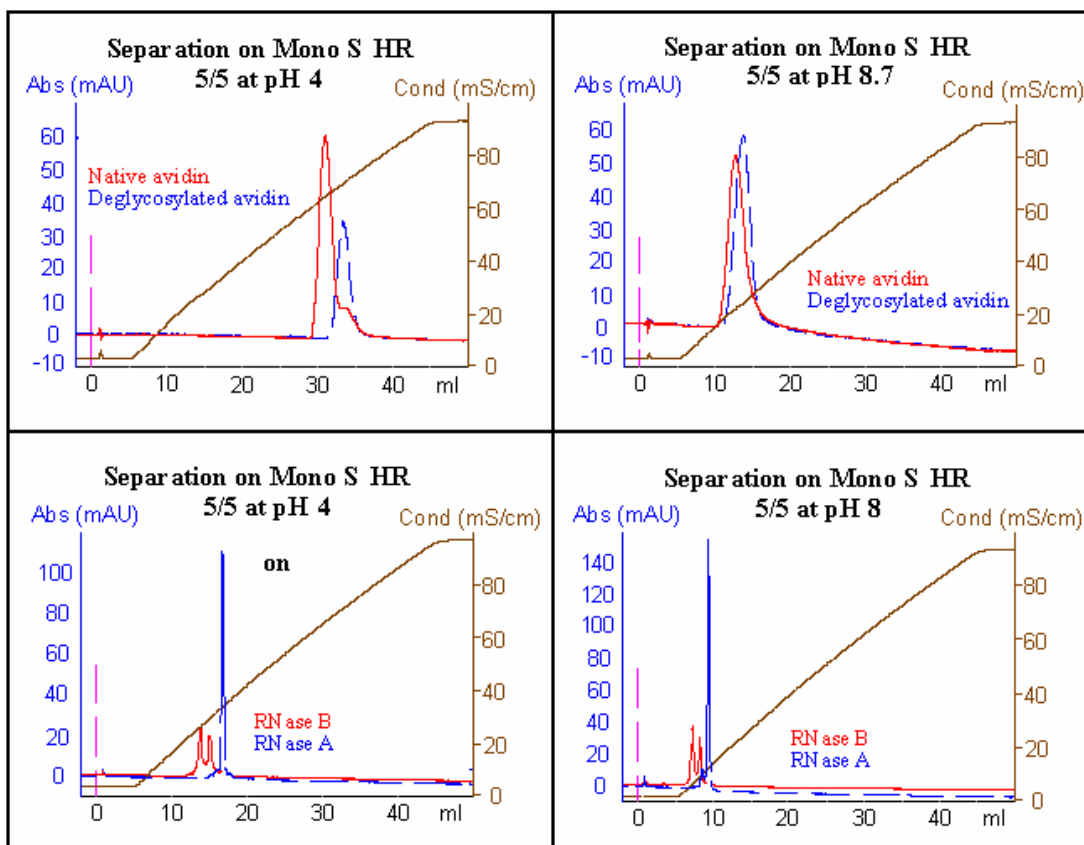 Separation on Mono S HR
5/5 at pH 4
Abs (mAU)
Cond (mS/cm)
60
50
40
30
20
10
0
-10
80
60
40
20
0
Native avidin
Deglycosylated avidin
0 10 20 30 40 ml
Separation on Mono S HR
5/5 at pH 8.7
Abs (mAU)
Cond (mS/cm)
60
50
40
30
20
10
0
-10
80
60
40
20
0
Native avidin
Deglycosylated avidin
0 10 20 30 40 ml
Separation on Mono S HR
5/5 at pH 4
Abs (mAU)
Cond (mS/cm)
on
100
80
60
40
20
0
80
60
40
20
0
RNase B
RNase A
0 10 20 30 40 ml
Separation on Mono S HR
5/5 at pH 8
Abs (mAU)
Cond (mS/cm)
140
120
100
80
60
40
20
0
80
60
40
20
0
RNase B
RNase A
0 10 20 30 40 ml